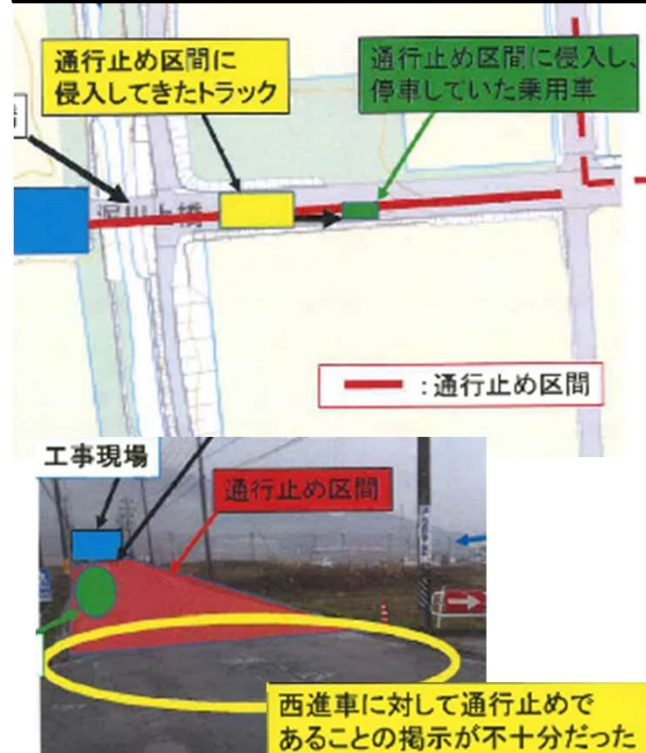 通行止め区間に
侵入してきたトラック
通行止め区間に侵入し、
停車していた乗用車
川上橋
:通行止め区間
工事現場
通行止め区間
西進車に対して通行止めで
あることの掲示が不十分だった